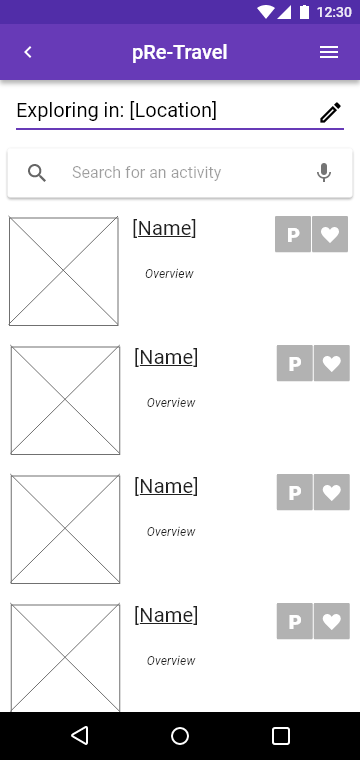 12:30
pRe-Travel
Exploring in: [Location]
Search for an activity
[Name]
P
Overview
[Name]
P
Overview
[Name]
P
Overview
[Name]
P
Overview